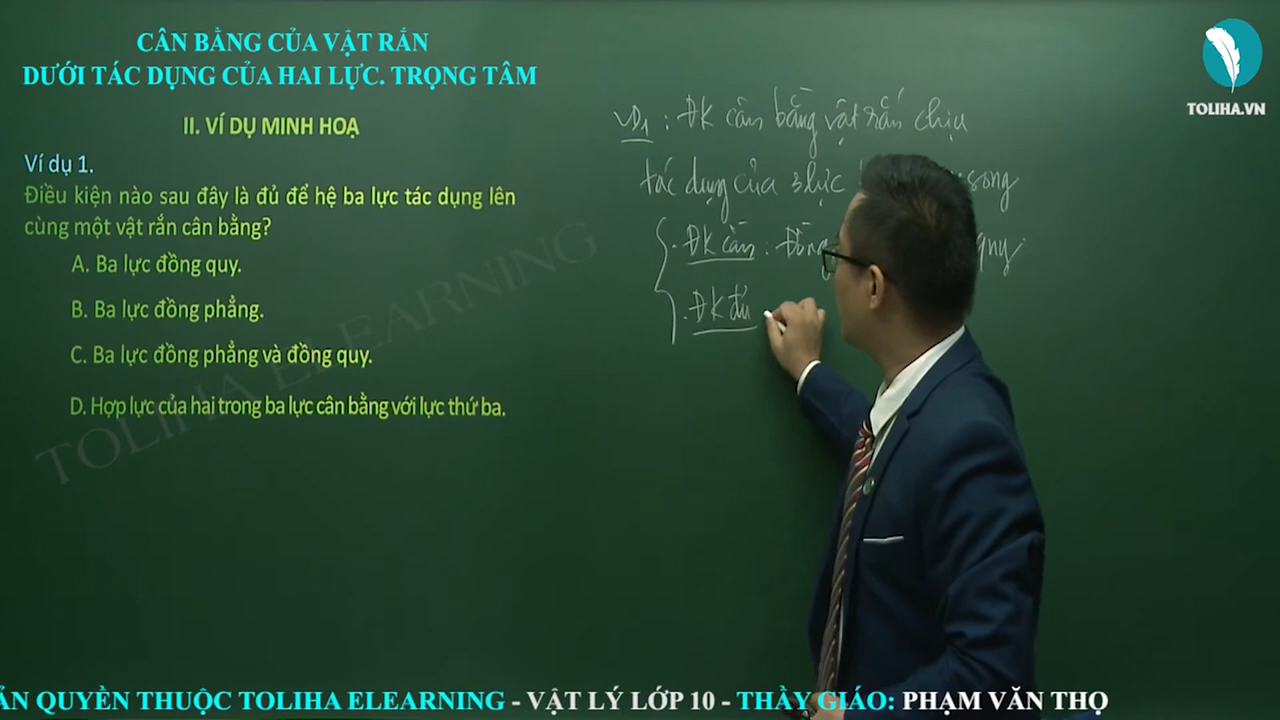 CÂN BẰNG CỦA VẬT RẮN
DƯỚI TÁC DỤNG CỦA HAI LỰC. TRỌNG TÂM
II. VÍ DỤ MINH HOẠ
Ví dụ 1.
Điều kiện nào sau đây là đủ để hệ ba lực tác dụng lên
cùng một vật rắn cân bằng?
A. Ba lực đồng quy.
B. Ba lực đồng phẳng.
C. Ba lực đồng phẳng và đồng quy.
D. Hợp lực của hai trong ba lực cân bằng với lực thứ ba.
TOLIHA ELEARNING
VD1: ĐK cân bằng vật rắn chịu
tác dụng của 3 lực song
. ĐK cần: Đồng quy
. ĐK đủ
TOLIHA.VN
ẢN QUYỀN THUỘC TOLIHA ELEARNING - VẬT LÝ LỚP 10 - THẦY GIÁO: PHẠM VĂN THỌ